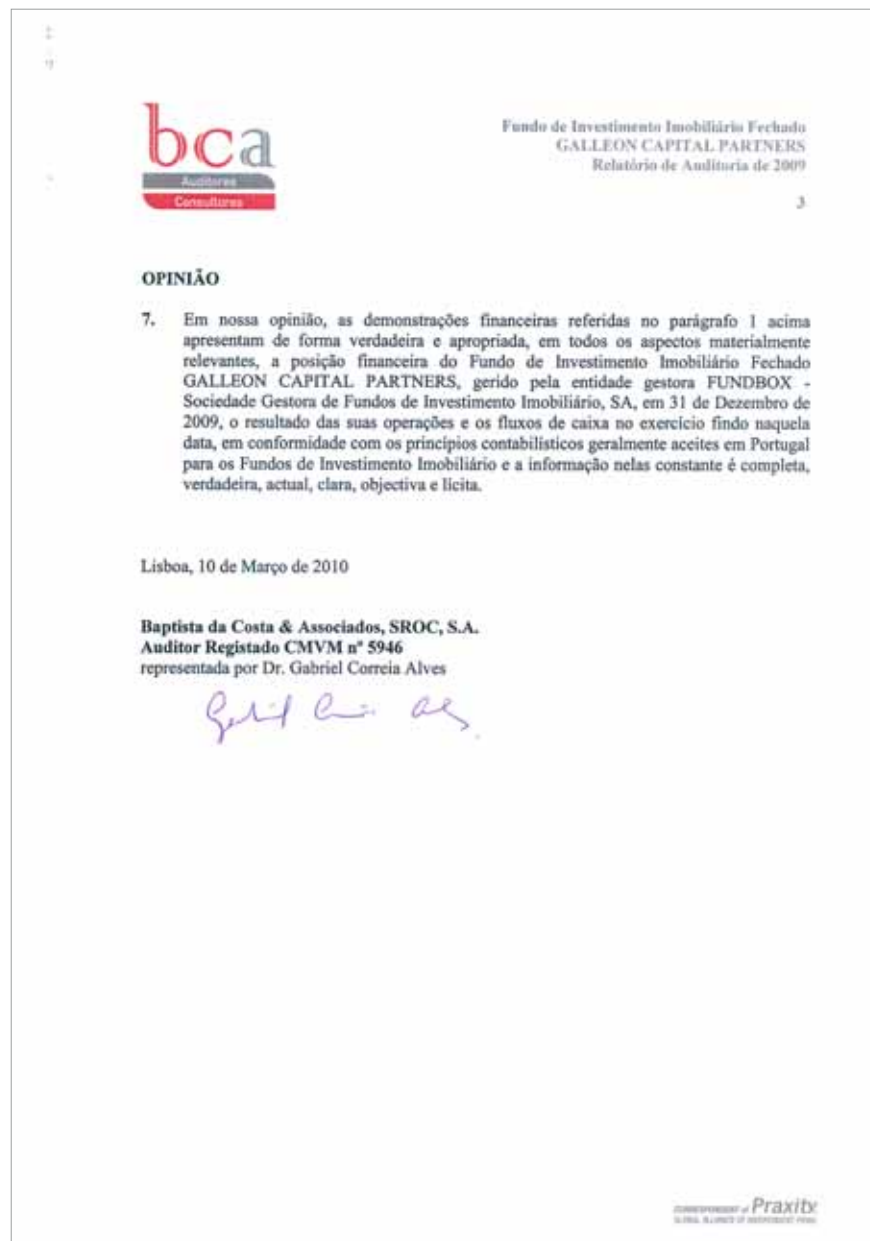 bca
Auditores
Consultores
Fundo de Investimento Imobiliário Fechado
GALLEON CAPITAL PARTNERS
Relatório de Auditoria de 2009
3
OPINIÃO
7. Em nossa opinião, as demonstrações financeiras referidas no parágrafo 1 acima
apresentam de forma verdadeira e apropriada, em todos os aspectos materialmente
relevantes, a posição financeira do Fundo de Investimento Imobiliário Fechado
GALLEON CAPITAL PARTNERS, gerido pela entidade gestora FUNDBOX -
Sociedade Gestora de Fundos de Investimento Imobiliário, SA, em 31 de Dezembro de
2009, o resultado das suas operações e os fluxos de caixa no exercício findo naquela
data, em conformidade com os princípios contabilísticos geralmente aceites em Portugal
para os Fundos de Investimento Imobiliário e a informação nelas constante é completa,
verdadeira, actual, clara, objectiva e lícita.
Lisboa, 10 de Março de 2010
Baptista da Costa & Associados, SROC, S.A.
Auditor Registado CMVM nº 5946
representada por Dr. Gabriel Correia Alves
Praxity